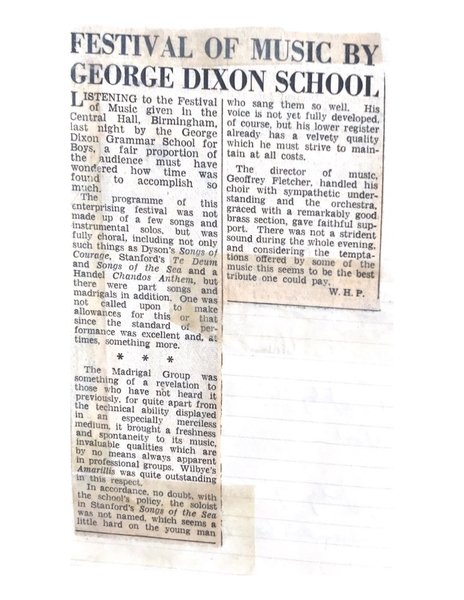 FESTIVAL OF MUSIC BY
GEORGE DIXON SCHOOL
LISTENING to the Festival
of Music given in the
Central Hall, Birmingham,
last night by the George
Dixon Grammar School for
Boys, a fair proportion of
the audience must have
wondered how time was
found to accomplish so
much.
The programme of this
enterprising festival was not
made up of a few songs and
instrumental solos, but was
fully choral, including not only
such things as Dyson's Songs of
Courage, Stanford's Te Deum
and Songs of the Sea and a
Handel Chandos Anthem, but
there were part songs and
madrigals in addition. One was
not called upon to make
allowances for this or that
since the standard of per-
formance was excellent and, at
times, something more.
* * *
The Madrigal Group was
something of a revelation to
those who have not heard it
previously, for quite apart from
the technical ability displayed
in an especially merciless
medium, it brought a freshness
and spontaneity to its music,
invaluable qualities which are
by no means always apparent
in professional groups. Wilbye's
Amarillis was quite outstanding
in this respect.
In accordance, no doubt, with
the school's policy, the soloist
in Stanford's Songs of the Sea
was not named, which seems a
little hard on the young man
who sang them so well. His
voice is not yet fully developed,
of course, but his lower register
already has a velvety quality
which he must strive to main-
tain at all costs.
The director of music,
Geoffrey Fletcher, handled his
choir with sympathetic under-
standing and the orchestra,
graced with a remarkably good
brass section, gave faithful sup-
port. There was not a strident
sound during the whole evening,
and considering the tempta-
tions offered by some of the
music this seems to be the best
tribute one could pay.
W. H. P.